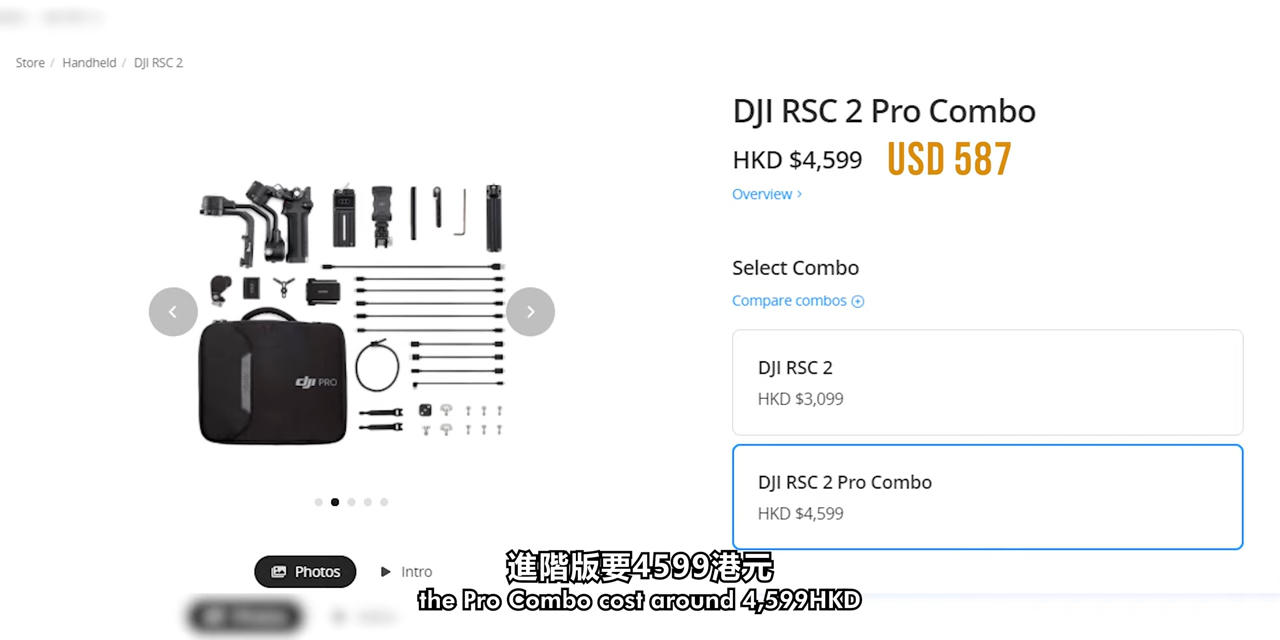 Store / Handheld / DJI RSC 2
DJI RSC 2 Pro Combo
HKD $4,599 USD 587
Overview >
Select Combo
Compare combos
DJI RSC 2
HKD $3,099
DJI RSC 2 Pro Combo
HKD $4,599
dji PRO
Photos Intro
進階版要4599港元
the Pro Combo cost around 4,599HKD